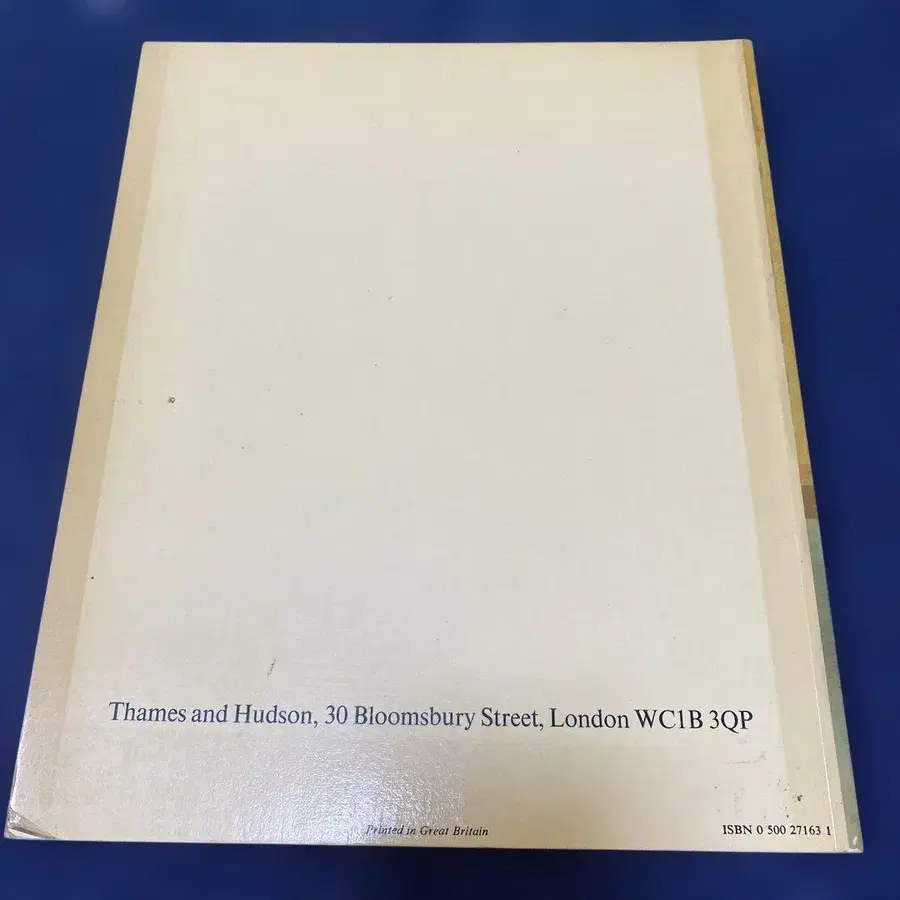 Thames and Hudson, 30 Bloomsbury Street, London WC1B 3QP
Printed in Great Britain
ISBN 0 500 27163 1